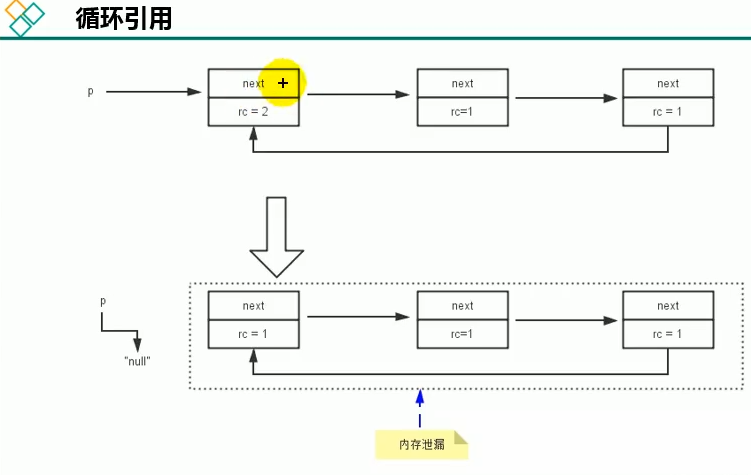 循环引用
p
next
next
next
rc = 2
rc=1
rc = 1
p
"null"
next
next
next
rc = 1
rc=1
rc = 1
内存泄漏